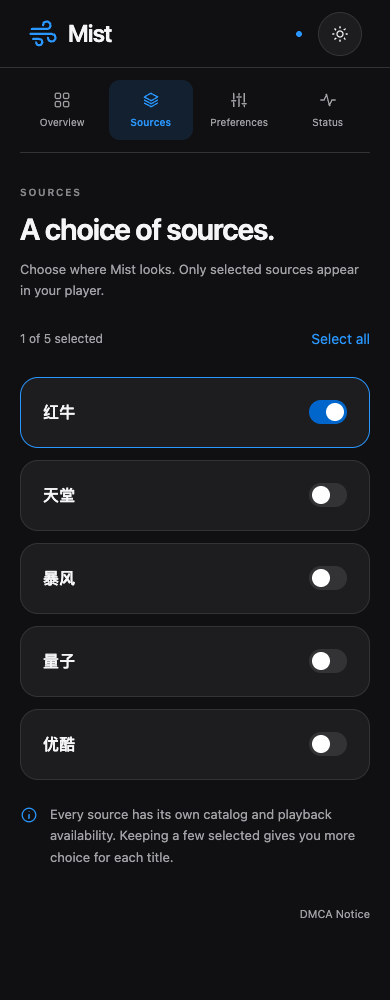 Mist
Overview
Sources
Preferences
Status
SOURCES
A choice of sources.
Choose where Mist looks. Only selected sources appear
in your player.
1 of 5 selected
Select all
红牛
天堂
暴风
量子
优酷
Every source has its own catalog and playback
availability. Keeping a few selected gives you more
choice for each title.
DMCA Notice